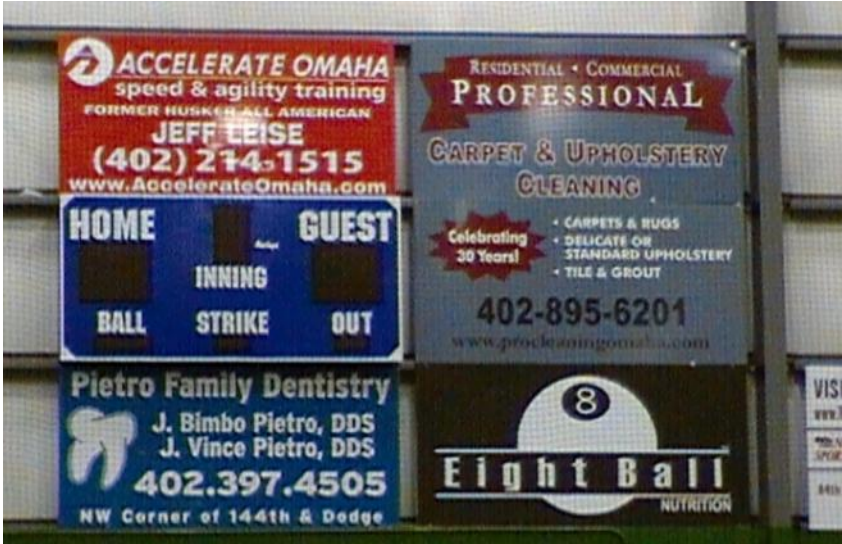 ACCELERATE OMAHA
speed & agility training
FORMER HUSKER ALL AMERICAN
JEFF LEISE
(402) 214-1515
www.AccelerateOmaha.com
HOME
GUEST
INNING
BALL STRIKE OUT
Pietro Family Dentistry
J. Bimbo Pietro, DDS
J. Vince Pietro, DDS
402.397.4505
NW Corner of 144th & Dodge
RESIDENTIAL • COMMERCIAL
PROFESSIONAL
CARPET & UPHOLSTERY
CLEANING
Celebrating
30 Years!
• CARPETS & RUGS
• DELICATE OR
STANDARD UPHOLSTERY
• TILE & GROUT
402-895-6201
www.procleaningomaha.com
8
Eight Ball
NUTRITION
VIS